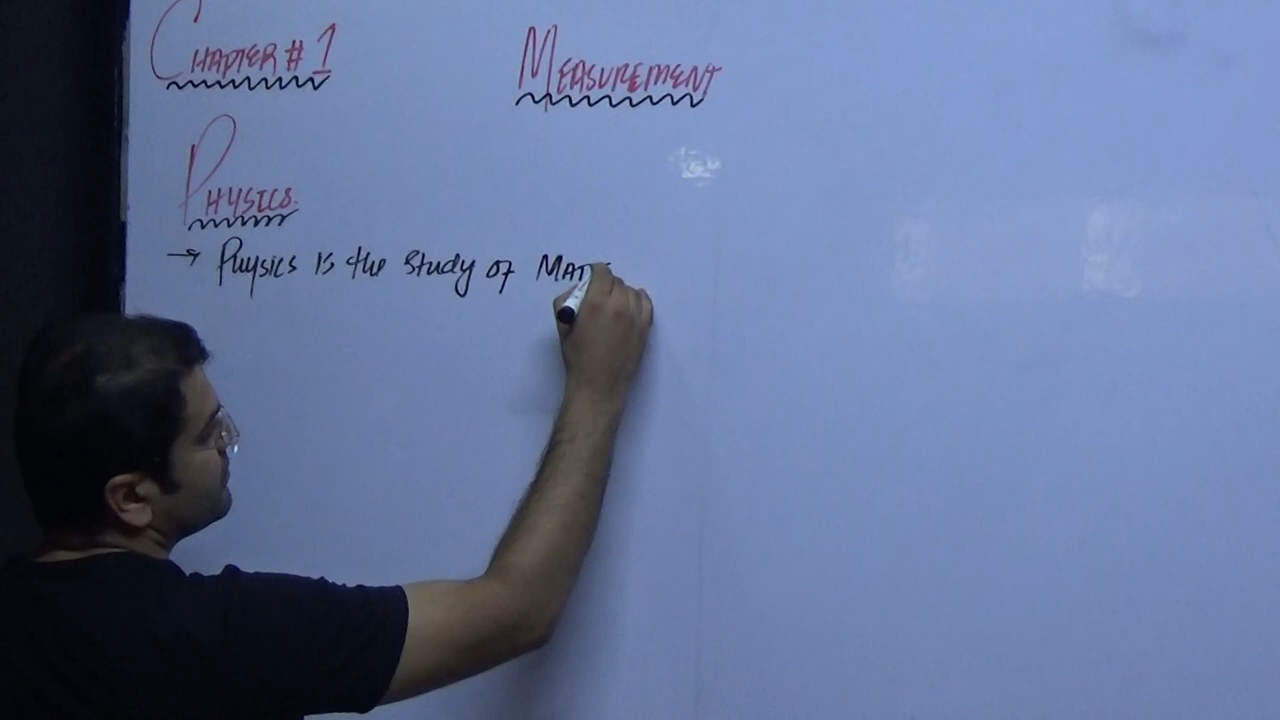 CHAPTER # 1
MEASUREMENT
PHYSICS.
→ Physics is the study of